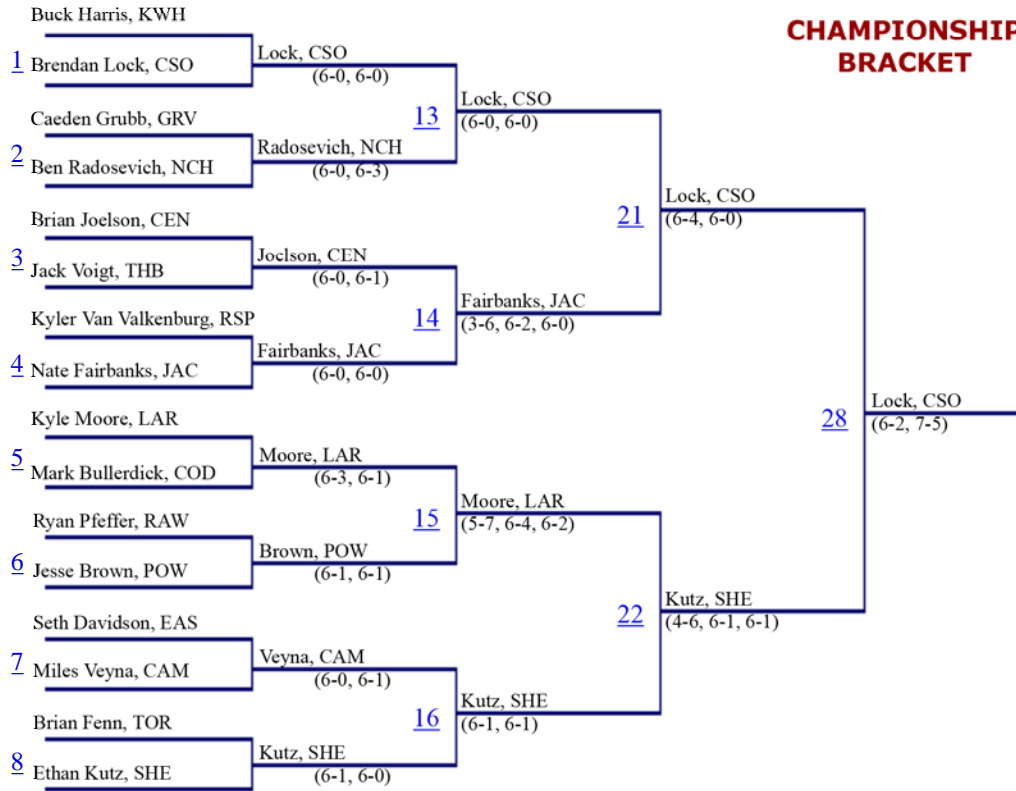 CHAMPIONSHIP
BRACKET
Buck Harris, KWH
1
Brendan Lock, CSO
Lock, CSO
(6-0, 6-0)
Caeden Grubb, GRV
2
Ben Radosevich, NCH
Radosevich, NCH
(6-0, 6-3)
13
Lock, CSO
(6-0, 6-0)
Brian Joelson, CEN
3
Jack Voigt, THB
Joelson, CEN
(6-0, 6-1)
Kyler Van Valkenburg, RSP
4
Nate Fairbanks, JAC
Fairbanks, JAC
(6-0, 6-0)
14
Fairbanks, JAC
(3-6, 6-2, 6-0)
21
Lock, CSO
(6-4, 6-0)
Kyle Moore, LAR
5
Mark Bullerdick, COD
Moore, LAR
(6-3, 6-1)
Ryan Pfeffer, RAW
6
Jesse Brown, POW
Brown, POW
(6-1, 6-1)
15
Moore, LAR
(5-7, 6-4, 6-2)
Seth Davidson, EAS
7
Miles Veyna, CAM
Veyna, CAM
(6-0, 6-1)
Brian Fenn, TOR
8
Ethan Kutz, SHE
Kutz, SHE
(6-1, 6-0)
16
Kutz, SHE
(6-1, 6-1)
22
Kutz, SHE
(4-6, 6-1, 6-1)
28
Lock, CSO
(6-2, 7-5)